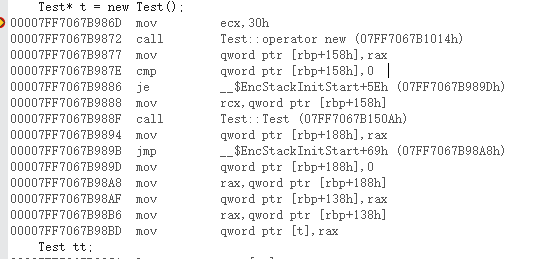 Test* t = new Test();
00007FF7067B986D mov ecx,30h
00007FF7067B9872 call Test::operator new (07FF7067B1014h)
00007FF7067B9877 mov qword ptr [rbp+158h],rax
00007FF7067B987E cmp qword ptr [rbp+158h],0
00007FF7067B9886 je __$EncStackInitStart+5Eh (07FF7067B989Dh)
00007FF7067B9888 mov rcx,qword ptr [rbp+158h]
00007FF7067B988F call Test::Test (07FF7067B150Ah)
00007FF7067B9894 mov qword ptr [rbp+188h],rax
00007FF7067B989B jmp __$EncStackInitStart+69h (07FF7067B98A8h)
00007FF7067B989D mov qword ptr [rbp+188h],0
00007FF7067B98A8 mov rax,qword ptr [rbp+188h]
00007FF7067B98AF mov qword ptr [rbp+138h],rax
00007FF7067B98B6 mov rax,qword ptr [rbp+138h]
00007FF7067B98BD mov qword ptr [t],rax
Test tt;